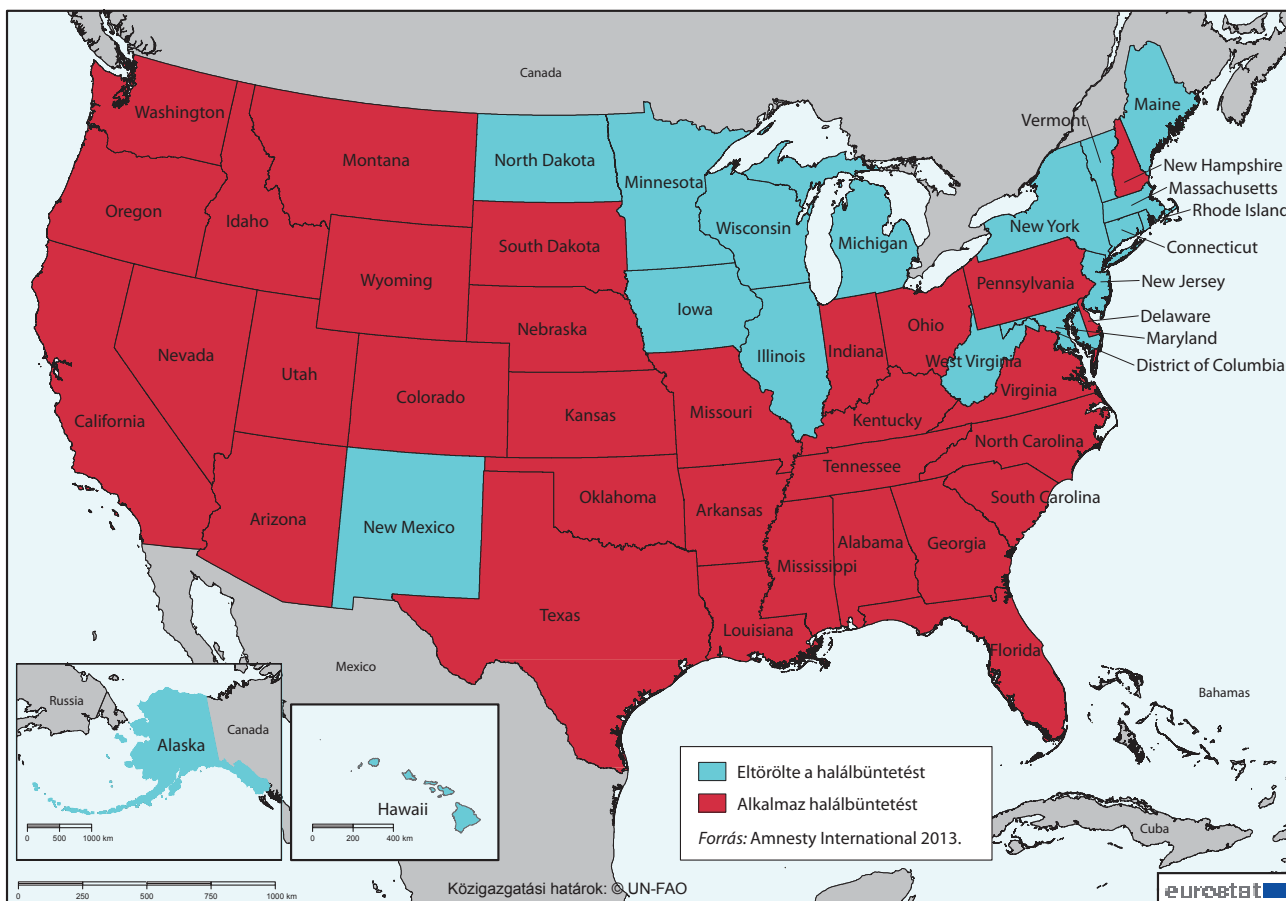 Canada
Washington
Montana
North Dakota
Minnesota
Vermont
Maine
New Hampshire
Massachusetts
Rhode Island
Connecticut
New York
Wisconsin
Michigan
Oregon
Idaho
South Dakota
Wyoming
Pennsylvania
New Jersey
Delaware
Maryland
District of Columbia
Iowa
Nebraska
Ohio
Indiana
Illinois
West Virginia
Virginia
Nevada
Utah
Colorado
California
Kansas
Missouri
Kentucky
North Carolina
Tennessee
South Carolina
Oklahoma
Arkansas
Arizona
New Mexico
Mississippi
Alabama
Georgia
Texas
Louisiana
Florida
Mexico
Bahamas
Cuba
Russia
Canada
Alaska
0 500 1000 km
Hawaii
0 200 400 km
Eltörölte a halálbüntetést
Alkalmaz halálbüntetést
Forrás: Amnesty International 2013.
0 250 500 750 1000 km
Közigazgatási határok: © UN-FAO
eurostat